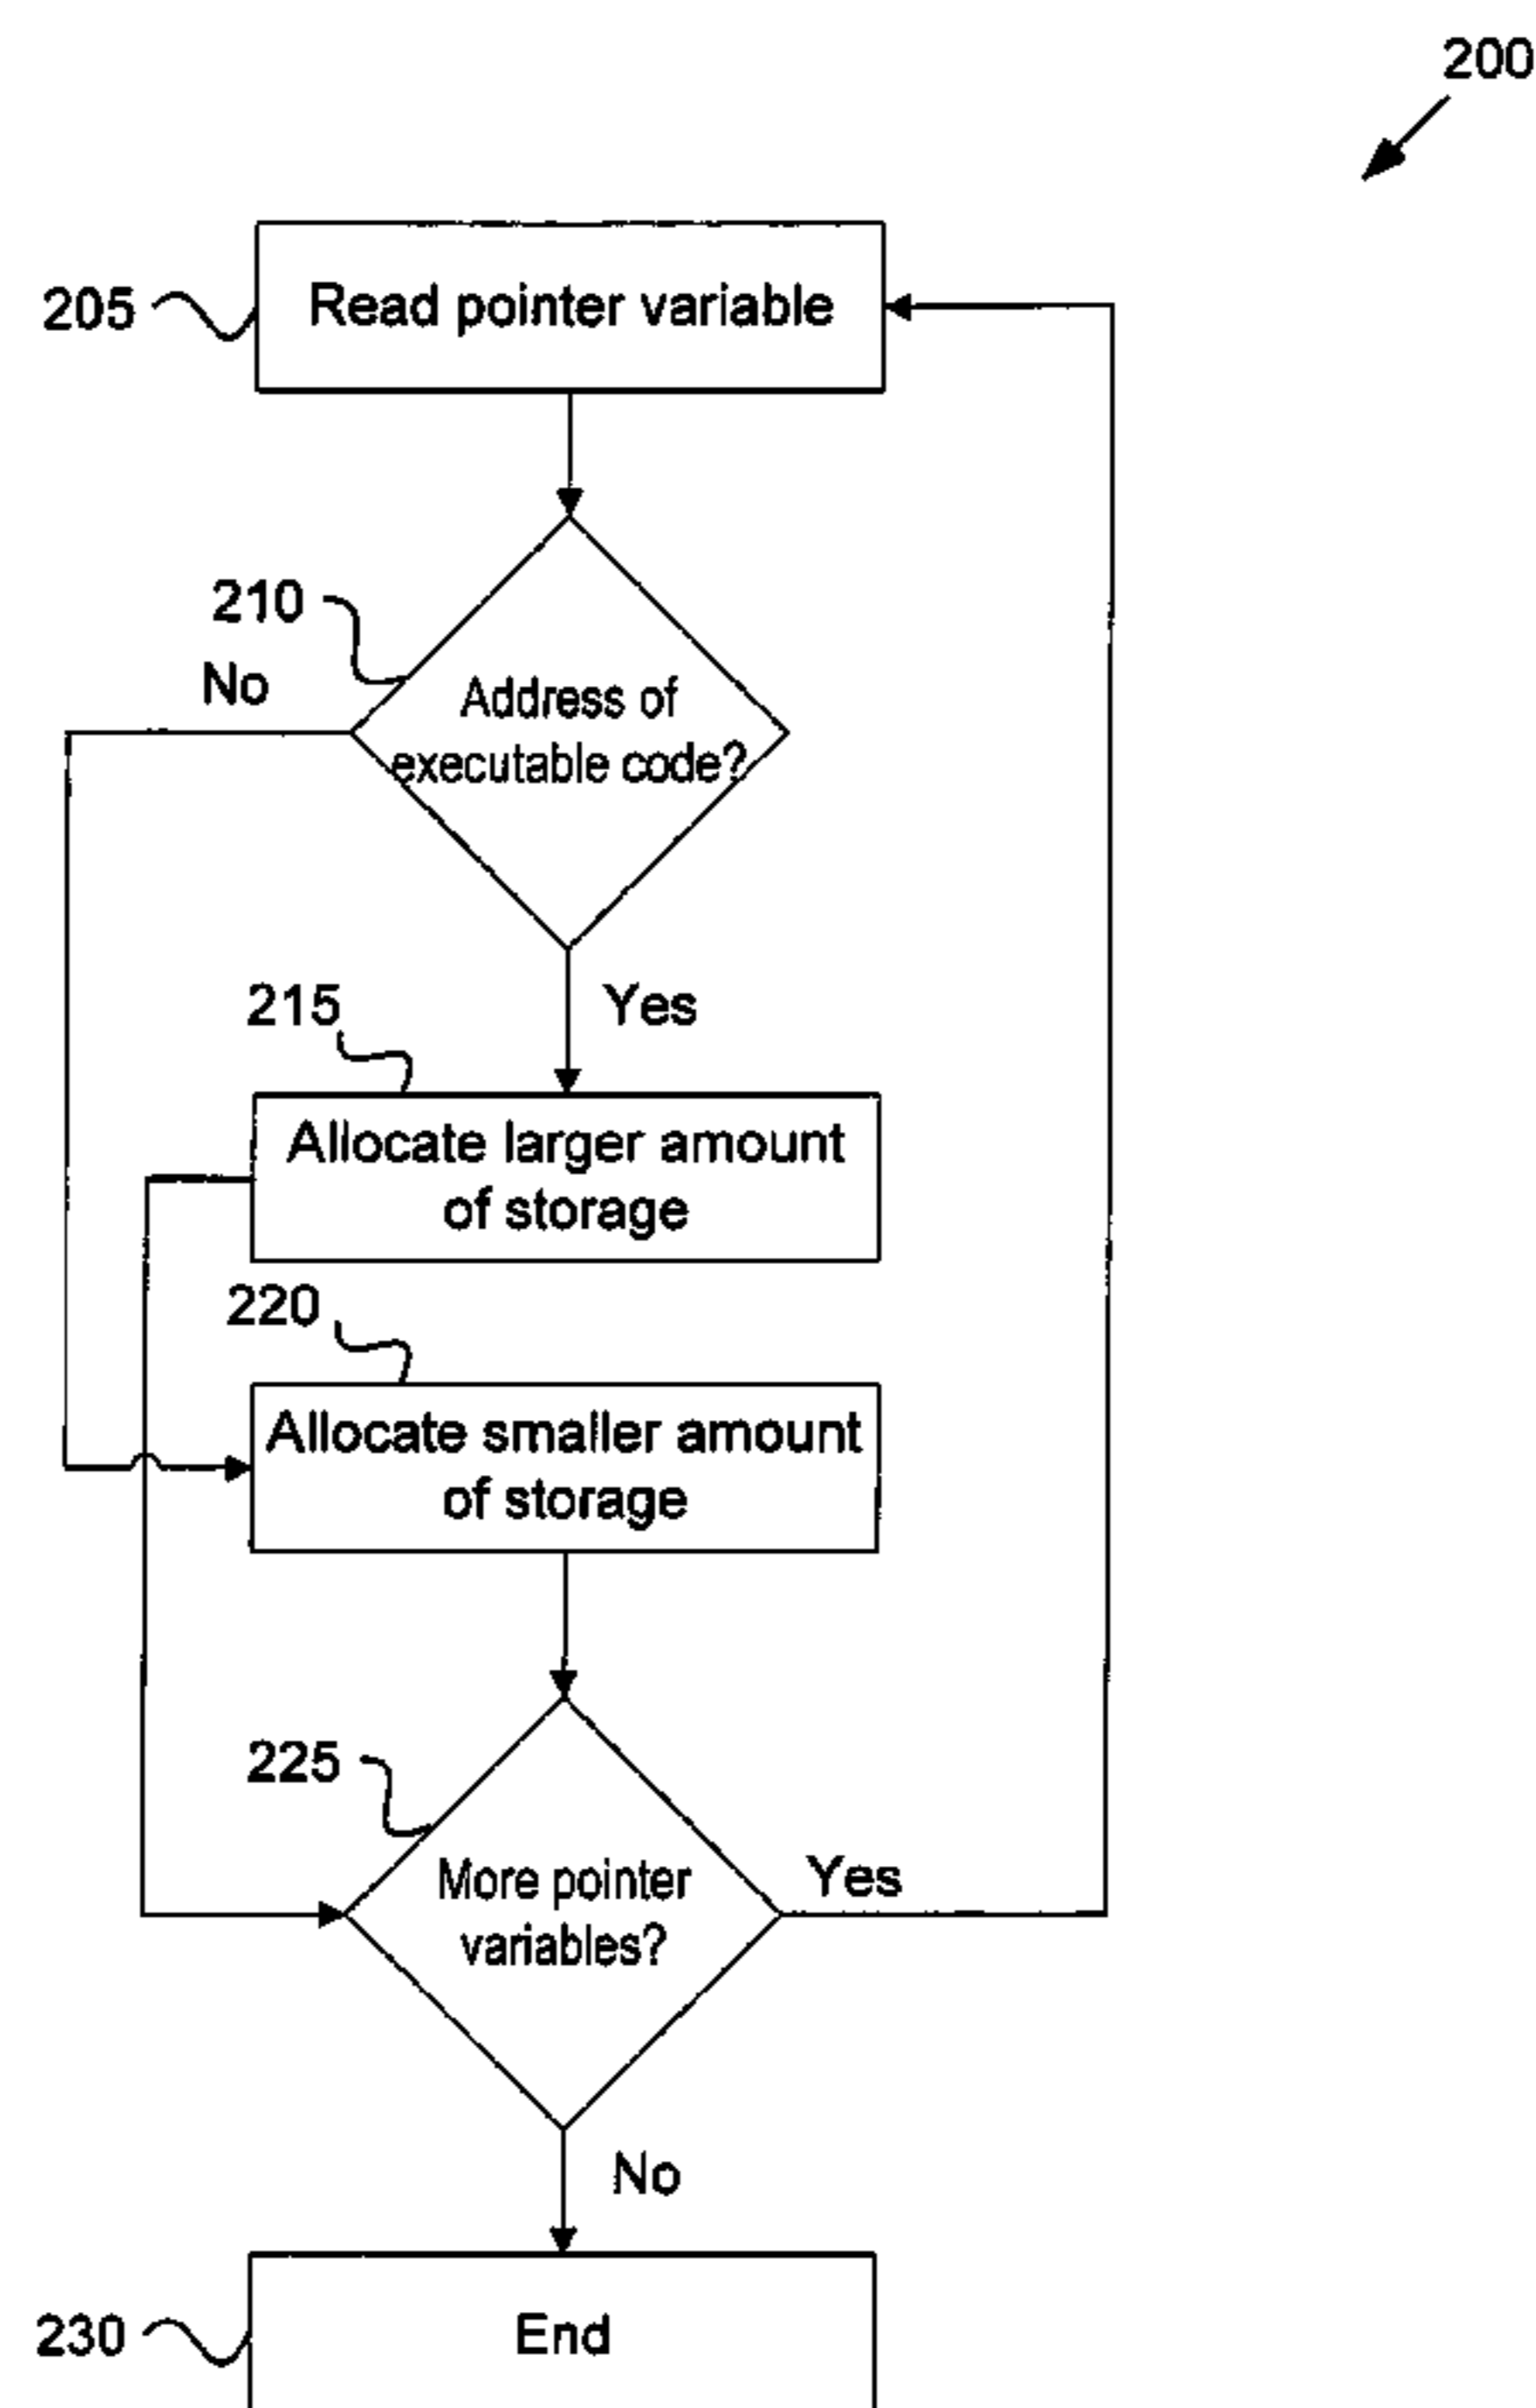 200
205
Read pointer variable
210
No
Address of
executable code?
215
Yes
Allocate larger amount
of storage
220
Allocate smaller amount
of storage
225
More pointer
variables?
Yes
No
230
End